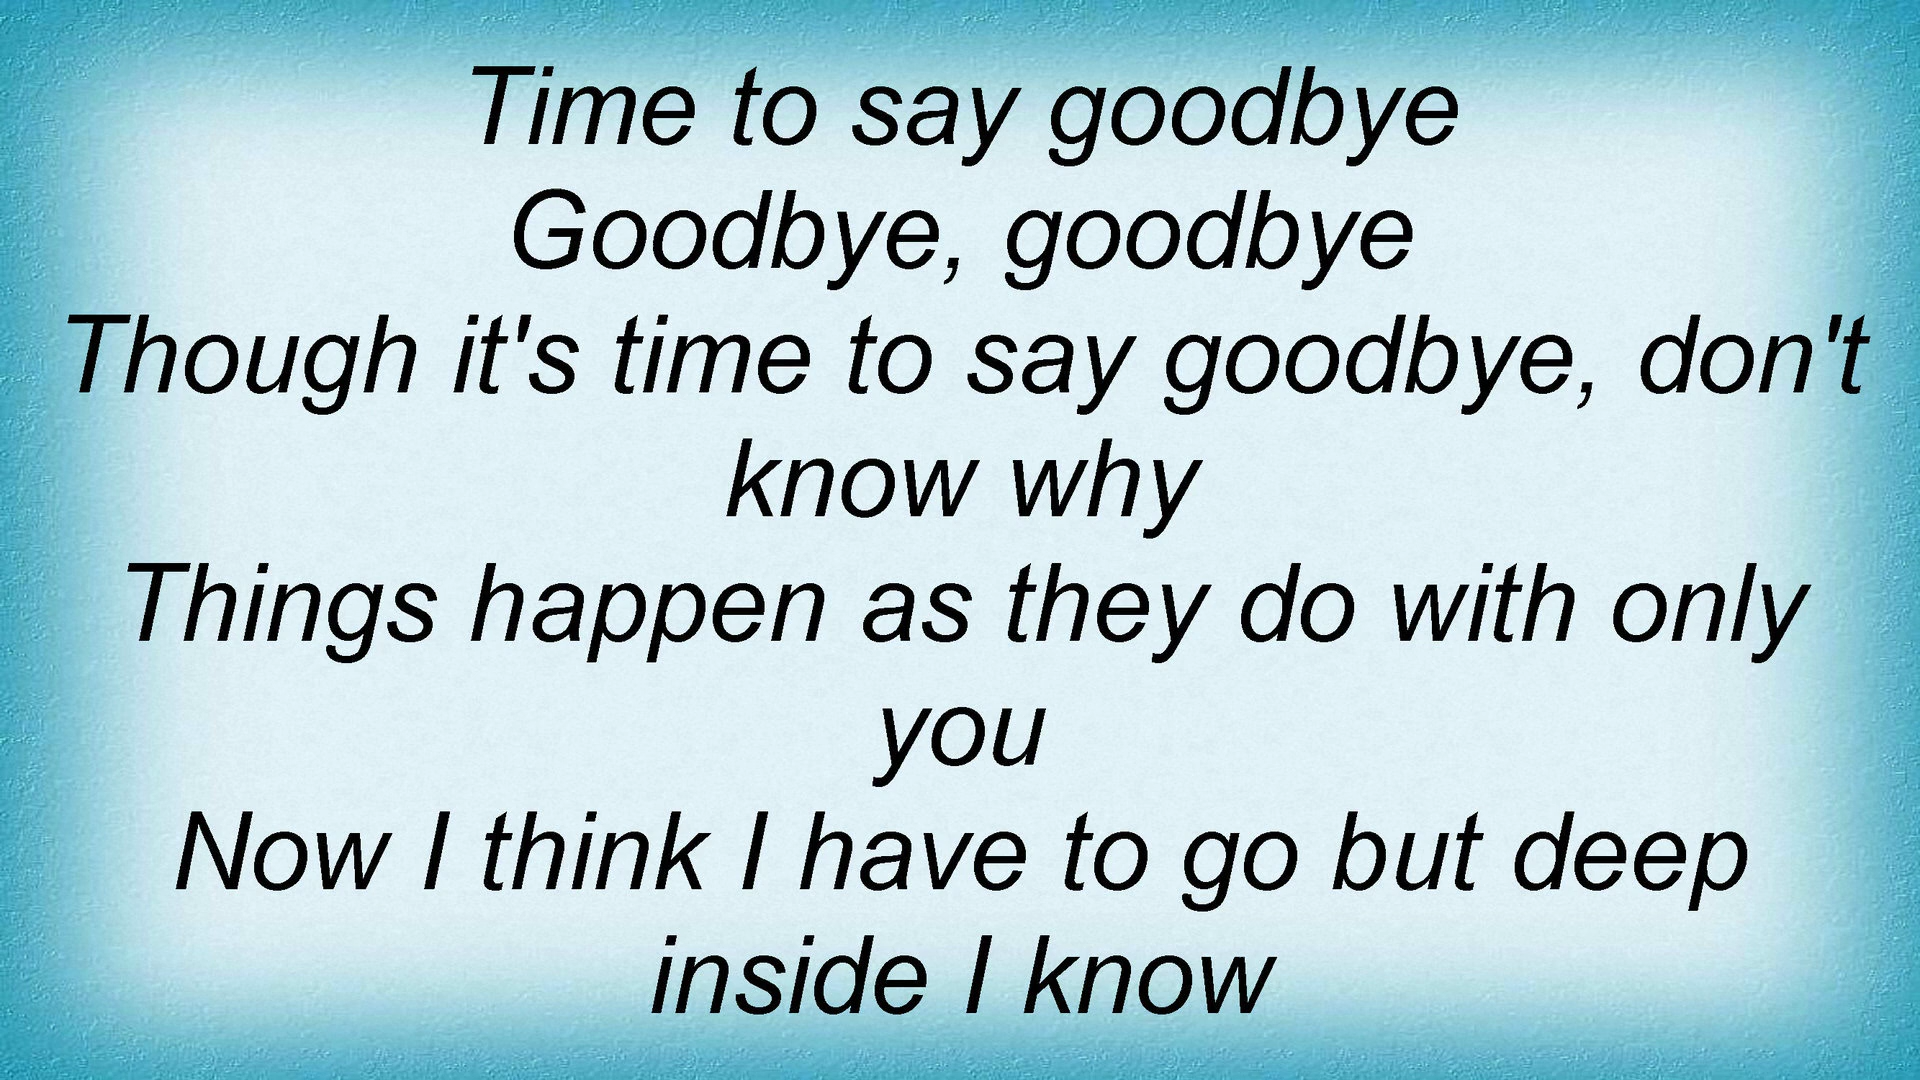 Time to say goodbye
Goodbye, goodbye
Though it's time to say goodbye, don't
know why
Things happen as they do with only
you
Now I think I have to go but deep
inside I know